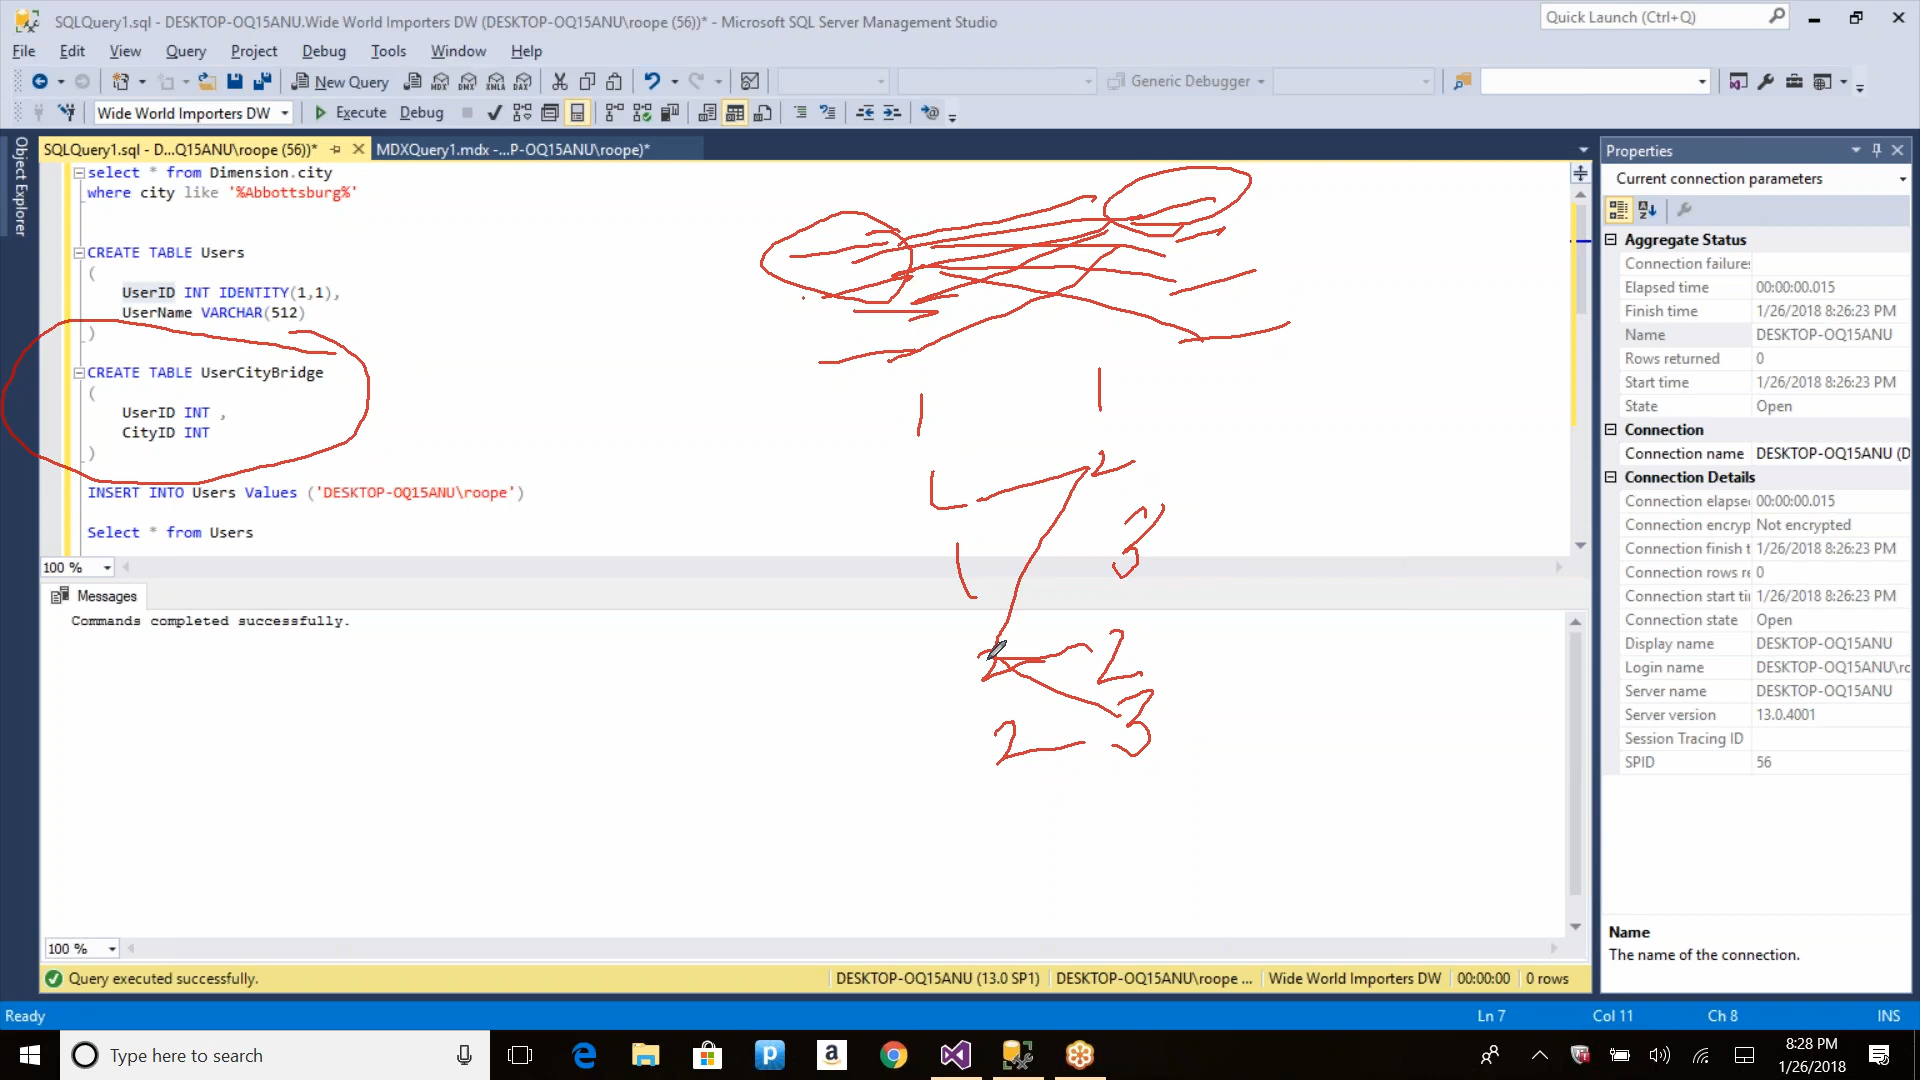 SQLQuery1.sql - DESKTOP-OQ15ANU.Wide World Importers DW (DESKTOP-OQ15ANU\roope (56))* - Microsoft SQL Server Management Studio
Quick Launch (Ctrl+Q)
File Edit View Query Project Debug Tools Window Help
New Query
MDX DMX XMLA DAX
Generic Debugger
Wide World Importers DW
Execute Debug
Object Explorer
SQLQuery1.sql - D...Q15ANU\roope (56))*
MDXQuery1.mdx -...P-OQ15ANU\roope)*
select * from Dimension.city
where city like '%Abbottsburg%'
CREATE TABLE Users
(
UserID INT IDENTITY(1,1),
UserName VARCHAR(512)
)
CREATE TABLE UserCityBridge
(
UserID INT ,
CityID INT
)
INSERT INTO Users Values ('DESKTOP-OQ15ANU\roope')
Select * from Users
1 1
2
3
2 2
3
2 3
100 %
Messages
Commands completed successfully.
100 %
Query executed successfully.
DESKTOP-OQ15ANU (13.0 SP1)
DESKTOP-OQ15ANU\roope ...
Wide World Importers DW
00:00:00
0 rows
Properties
Current connection parameters
Aggregate Status
Connection failures
Elapsed time 00:00:00.015
Finish time 1/26/2018 8:26:23 PM
Name DESKTOP-OQ15ANU
Rows returned 0
Start time 1/26/2018 8:26:23 PM
State Open
Connection
Connection name DESKTOP-OQ15ANU (D
Connection Details
Connection elapse 00:00:00.015
Connection encryp Not encrypted
Connection finish t 1/26/2018 8:26:23 PM
Connection rows re 0
Connection start ti 1/26/2018 8:26:23 PM
Connection state Open
Display name DESKTOP-OQ15ANU
Login name DESKTOP-OQ15ANU\ro
Server name DESKTOP-OQ15ANU
Server version 13.0.4001
Session Tracing ID
SPID 56
Name
The name of the connection.
Ready
Ln 7 Col 11 Ch 8 INS
Type here to search
8:28 PM
1/26/2018